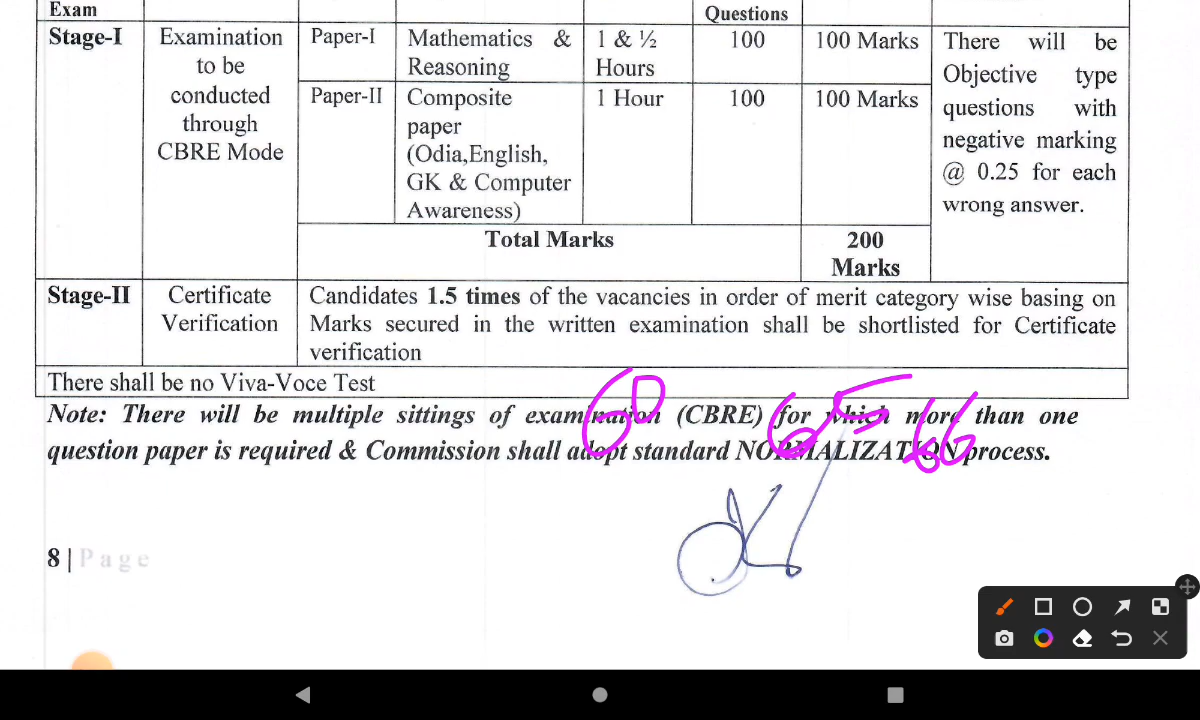 Exam
Questions
Stage-I
Examination
to be
conducted
through
CBRE Mode
Paper-I
Mathematics &
Reasoning
1 & ½
Hours
100
100 Marks
There will be
Objective type
questions with
negative marking
@ 0.25 for each
wrong answer.
Paper-II
Composite
paper
(Odia,English,
GK & Computer
Awareness)
1 Hour
100
100 Marks
Total Marks
200
Marks
Stage-II
Certificate
Verification
Candidates 1.5 times of the vacancies in order of merit category wise basing on
Marks secured in the written examination shall be shortlisted for Certificate
verification
There shall be no Viva-Voce Test
Note: There will be multiple sittings of examination (CBRE) for which more than one
question paper is required & Commission shall adopt standard NORMALIZATION process.
60 65 66
8 | Page